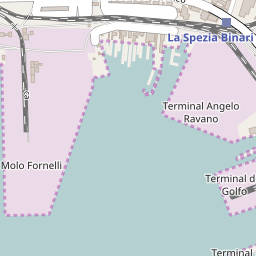 La Spezia Binari
Terminal Angelo
Ravano
Molo Fornelli
Terminal d
Golfo
Terminal